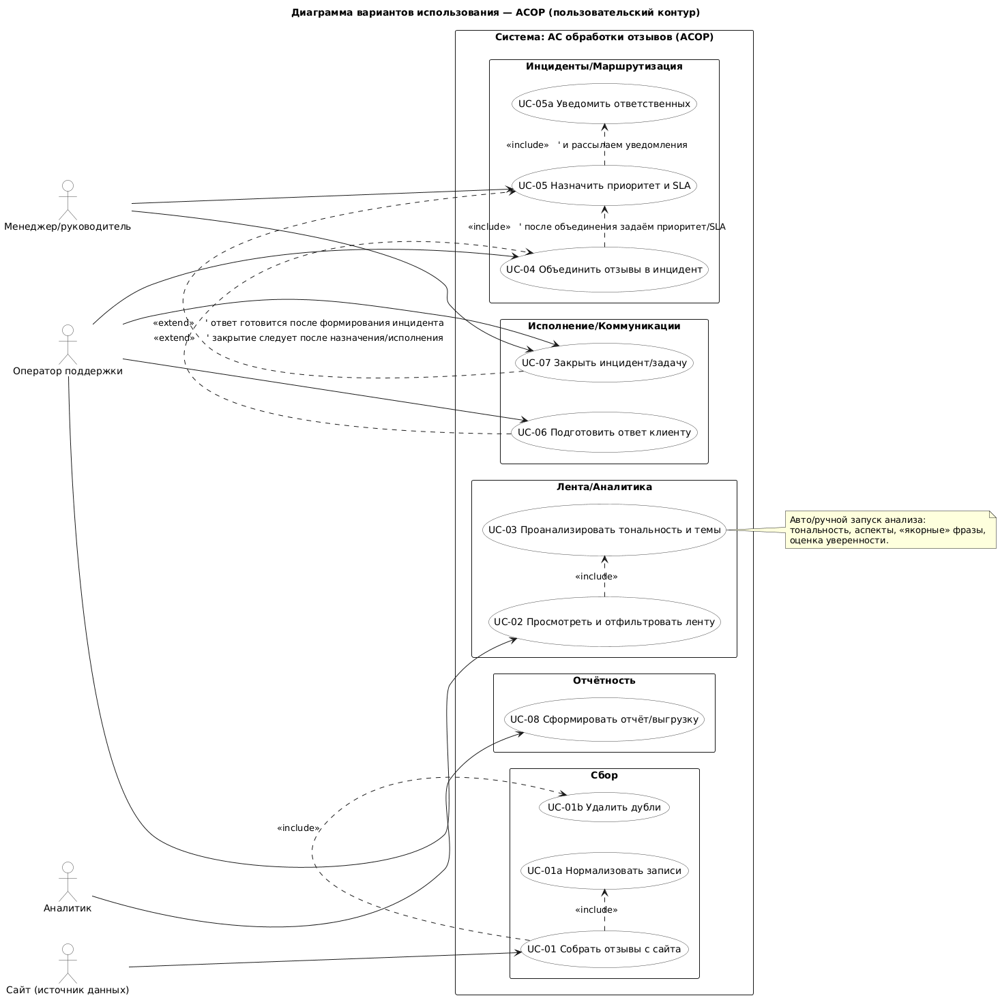 Диаграмма вариантов использования — АСОР (пользовательский контур)
Система: АС обработки отзывов (АСОР)
Инциденты/Маршрутизация
UC-05a Уведомить ответственных
«include» ' и рассылаем уведомления
UC-05 Назначить приоритет и SLA
«include» ' после объединения задаём приоритет/SLA
UC-04 Объединить отзывы в инцидент
Менеджер/руководитель
«extend» ' ответ готовится после формирования инцидента
«extend» ' закрытие следует после назначения/исполнения
Оператор поддержки
Исполнение/Коммуникации
UC-07 Закрыть инцидент/задачу
UC-06 Подготовить ответ клиенту
Лента/Аналитика
UC-03 Проанализировать тональность и темы
Авто/ручной запуск анализа:
тональность, аспекты, «якорные» фразы,
оценка уверенности.
«include»
UC-02 Просмотреть и отфильтровать ленту
Отчётность
UC-08 Сформировать отчёт/выгрузку
Сбор
UC-01b Удалить дубли
«include»
UC-01a Нормализовать записи
«include»
UC-01 Собрать отзывы с сайта
Аналитик
Сайт (источник данных)